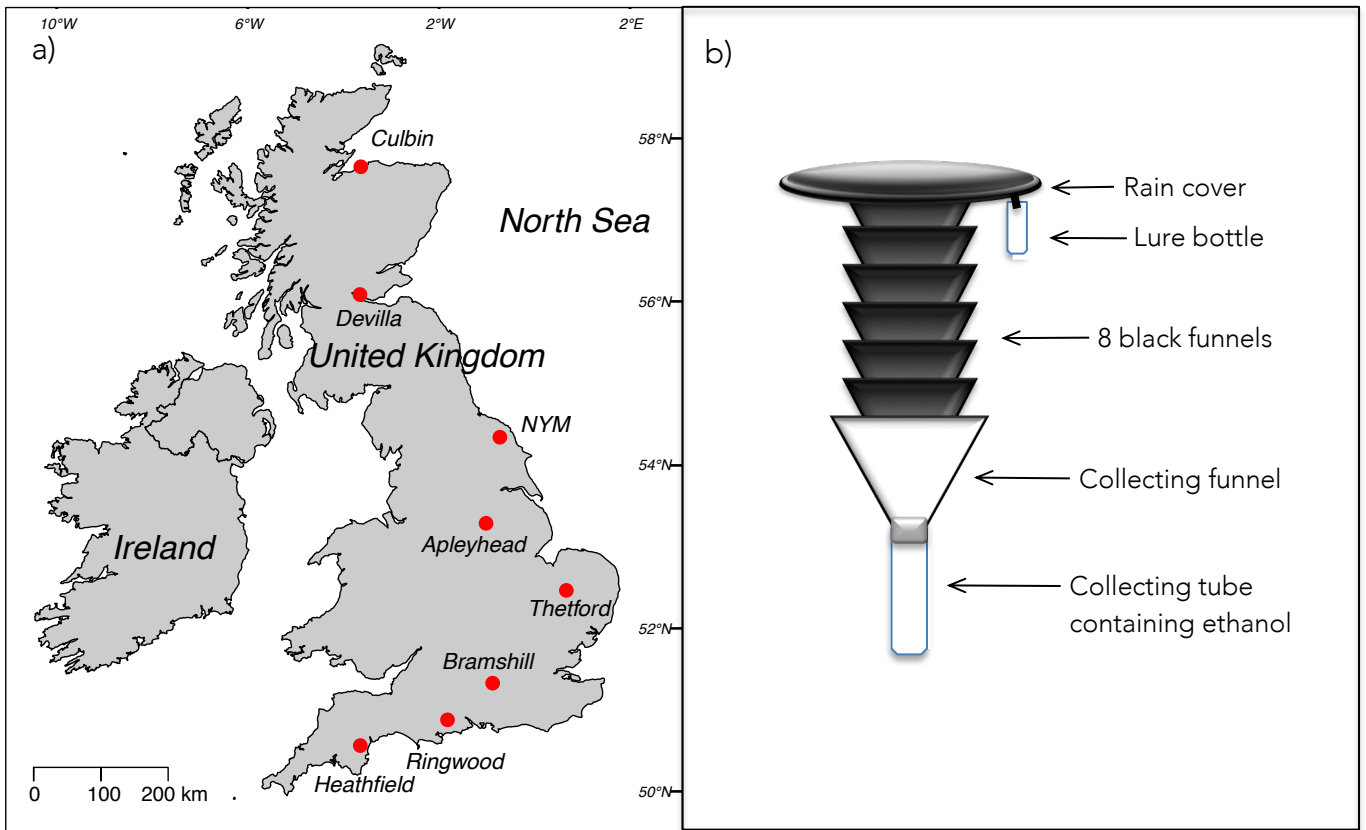 10°W
6°W
2°W
2°E
a)
Culbin
58°N
North Sea
56°N
Devilla
United Kingdom
NYM
54°N
Apleyhead
Ireland
Thetford
52°N
Bramshill
Ringwood
Heathfield
0 100 200 km
50°N
b)
Rain cover
Lure bottle
8 black funnels
Collecting funnel
Collecting tube
containing ethanol